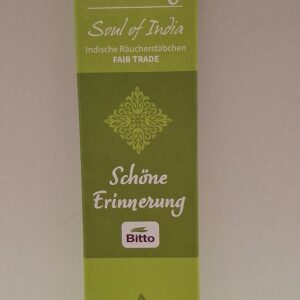 Soul of India
Indische Räucherstäbchen
FAIR TRADE
Schöne
Erinnerung
Bitto